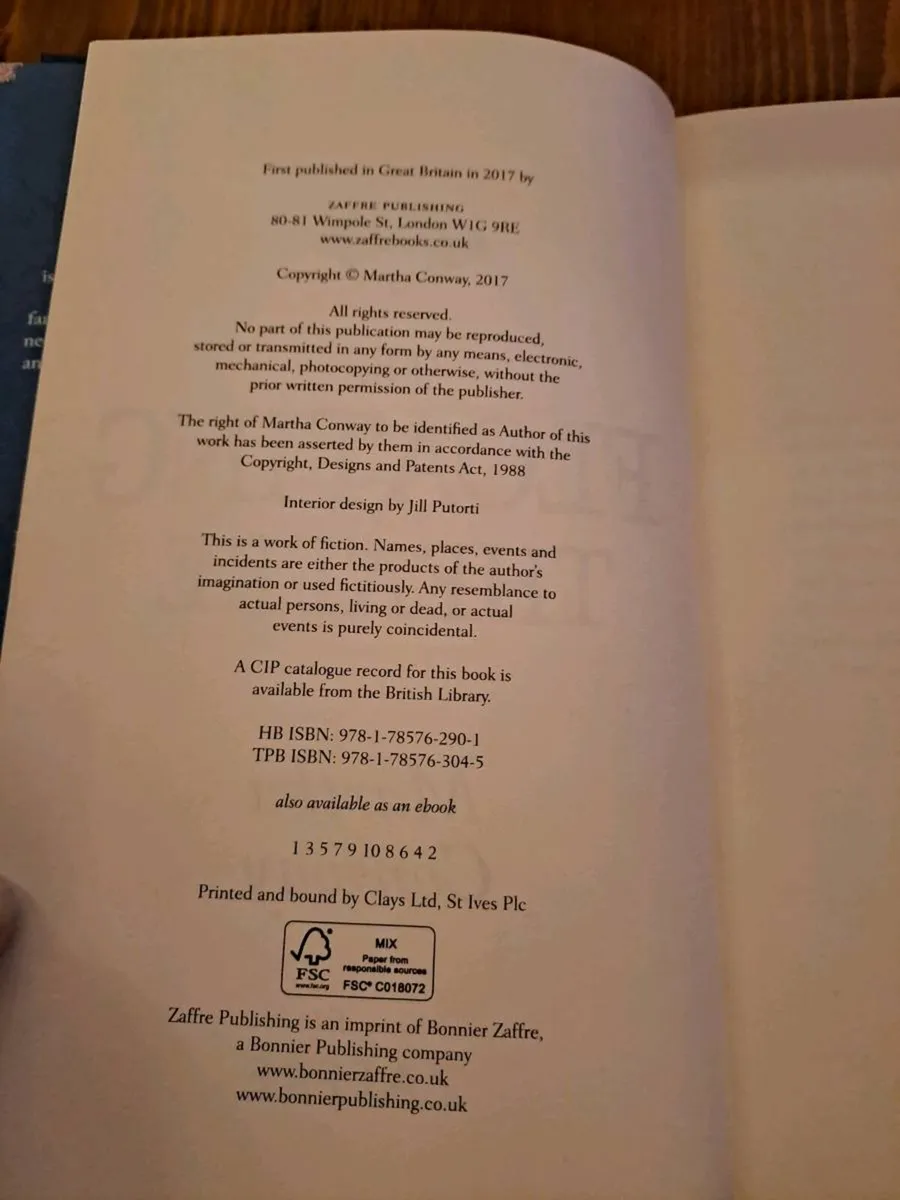 is
ne
an
First published in Great Britain in 2017 by
ZAFFRE PUBLISHING
80-81 Wimpole St, London W1G 9RE
www.zaffrebooks.co.uk
Copyright © Martha Conway, 2017
All rights reserved.
No part of this publication may be reproduced,
stored or transmitted in any form by any means, electronic,
mechanical, photocopying or otherwise, without the
prior written permission of the publisher.
The right of Martha Conway to be identified as Author of this
work has been asserted by them in accordance with the
Copyright, Designs and Patents Act, 1988
Interior design by Jill Putorti
This is a work of fiction. Names, places, events and
incidents are either the products of the author's
imagination or used fictitiously. Any resemblance to
actual persons, living or dead, or actual
events is purely coincidental.
A CIP catalogue record for this book is
available from the British Library.
HB ISBN: 978-1-78576-290-1
TPB ISBN: 978-1-78576-304-5
also available as an ebook
1 3 5 7 9 10 8 6 4 2
Printed and bound by Clays Ltd, St Ives Plc
FSC
www.fsc.org
MIX
Paper from
responsible sources
FSC® C018072
Zaffre Publishing is an imprint of Bonnier Zaffre,
a Bonnier Publishing company
www.bonnierzaffre.co.uk
www.bonnierpublishing.co.uk